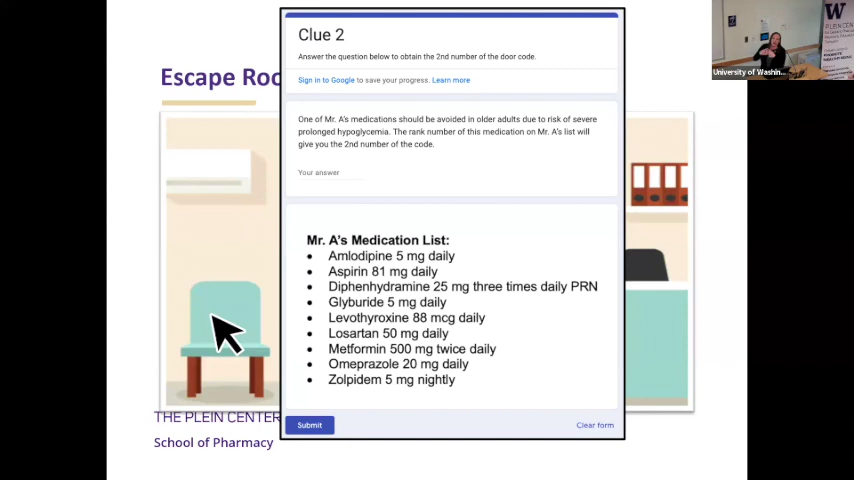 Escape Roo
Clue 2
Answer the question below to obtain the 2nd number of the door code.
Sign in to Google to save your progress. Learn more
One of Mr. A's medications should be avoided in older adults due to risk of severe
prolonged hypoglycemia. The rank number of this medication on Mr. A's list will
give you the 2nd number of the code.
Your answer
Mr. A's Medication List:
• Amlodipine 5 mg daily
• Aspirin 81 mg daily
• Diphenhydramine 25 mg three times daily PRN
• Glyburide 5 mg daily
• Levothyroxine 88 mcg daily
• Losartan 50 mg daily
• Metformin 500 mg twice daily
• Omeprazole 20 mg daily
• Zolpidem 5 mg nightly
Submit
Clear form
THE PLEIN CENTER
School of Pharmacy
University of Washin...
W
PLEIN CENTER